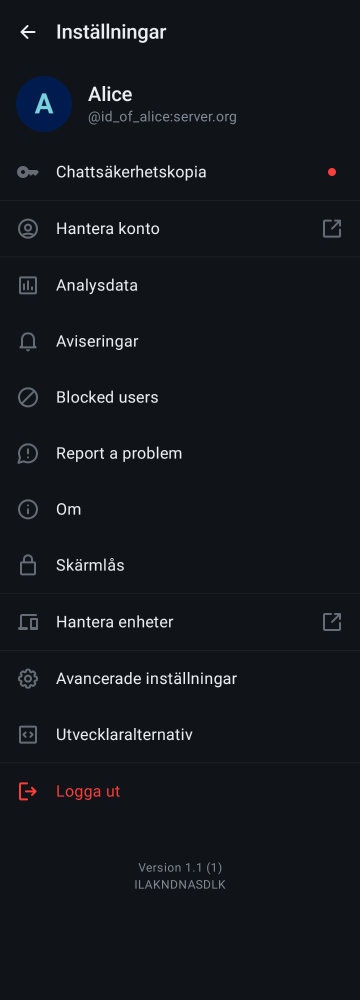 Inställningar
A
Alice
@id_of_alice:server.org
Chattsäkerhetskopia
Hantera konto
Analysdata
Aviseringar
Blocked users
Report a problem
Om
Skärmlås
Hantera enheter
Avancerade inställningar
Utvecklaralternativ
Logga ut
Version 1.1 (1)
ILAKNDNASDLK